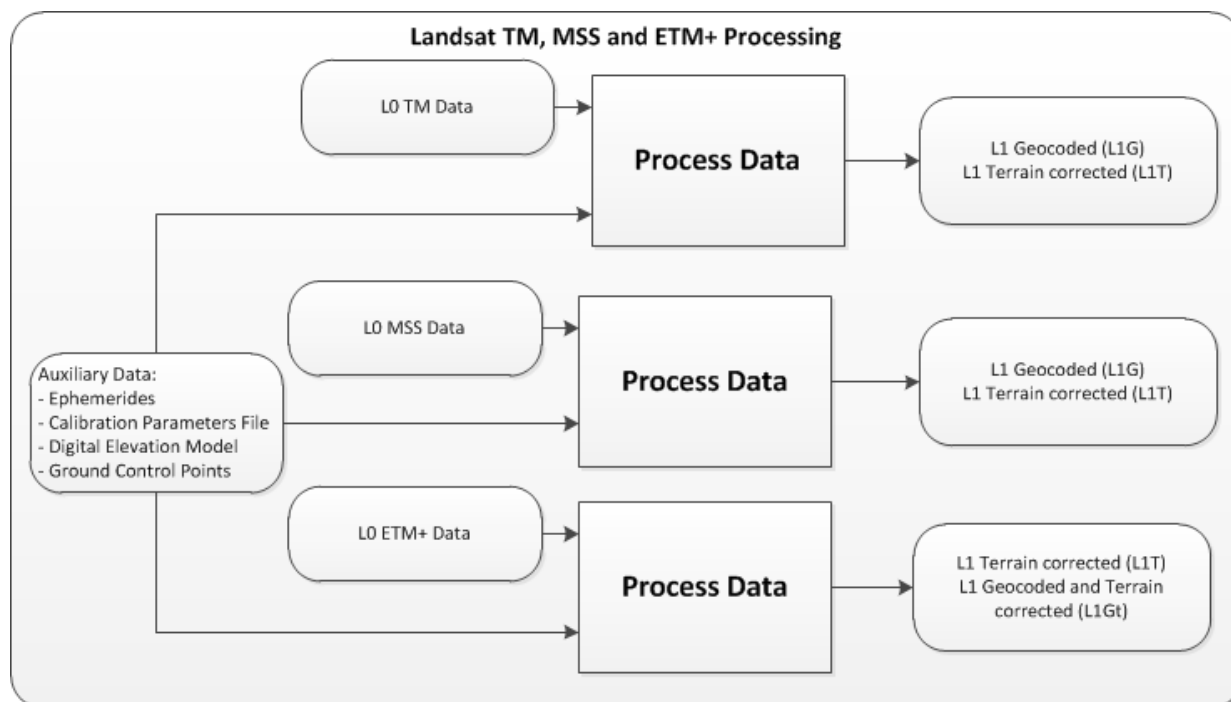 Landsat TM, MSS and ETM+ Processing
L0 TM Data
Process Data
L1 Geocoded (L1G)
L1 Terrain corrected (L1T)
L0 MSS Data
Process Data
L1 Geocoded (L1G)
L1 Terrain corrected (L1T)
Auxiliary Data:
- Ephemerides
- Calibration Parameters File
- Digital Elevation Model
- Ground Control Points
L0 ETM+ Data
Process Data
L1 Terrain corrected (L1T)
L1 Geocoded and Terrain
corrected (L1Gt)